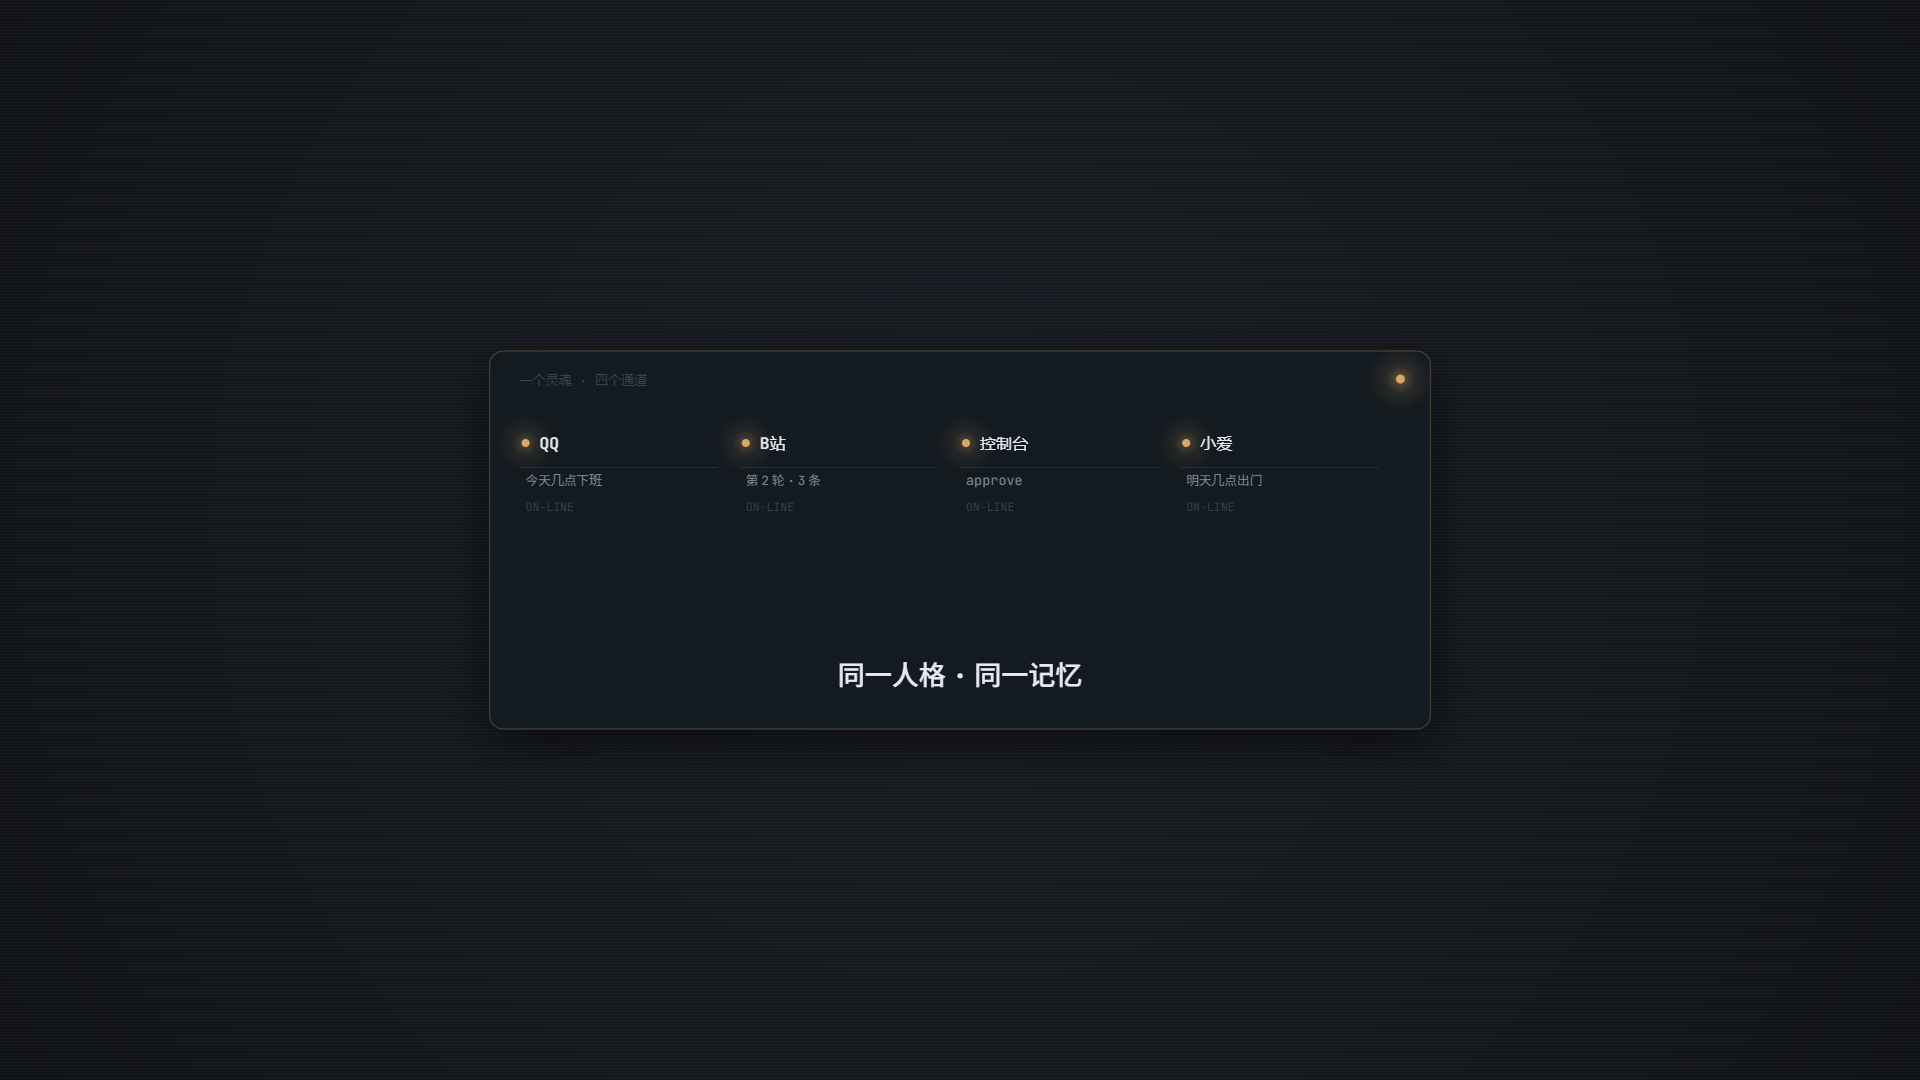 一个灵魂 · 四个通道
QQ B站 控制台 小爱
今天几点下班 第 2 轮 · 3 条 approve 明天几点出门
ON-LINE ON-LINE ON-LINE ON-LINE
同一人格 · 同一记忆